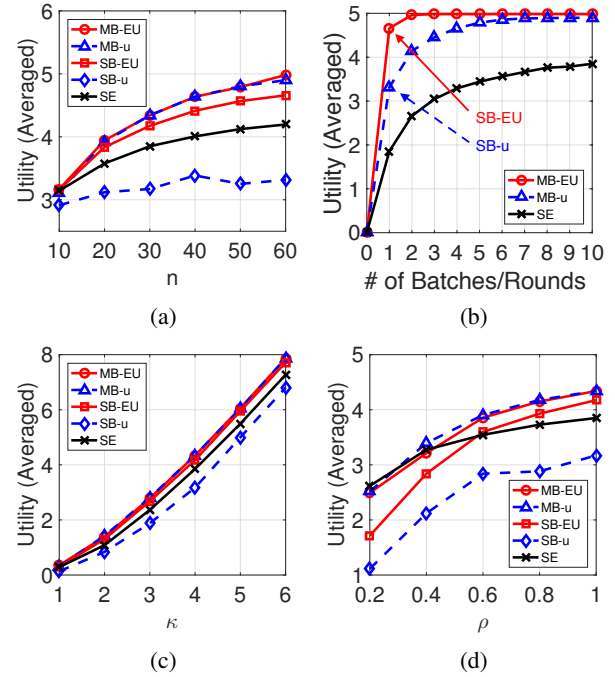 MB-EU
MB-u
SB-EU
SB-u
SE
Utility (Averaged)
6
5
4
3
10 20 30 40 50 60
n
(a)
SB-EU
SB-u
MB-EU
MB-u
SE
Utility (Averaged)
5
4
3
2
1
0
0 1 2 3 4 5 6 7 8 9 10
# of Batches/Rounds
(b)
MB-EU
MB-u
SB-EU
SB-u
SE
Utility (Averaged)
8
6
4
2
0
1 2 3 4 5 6
κ
(c)
MB-EU
MB-u
SB-EU
SB-u
SE
Utility (Averaged)
5
4
3
2
1
0.2 0.4 0.6 0.8 1
ρ
(d)